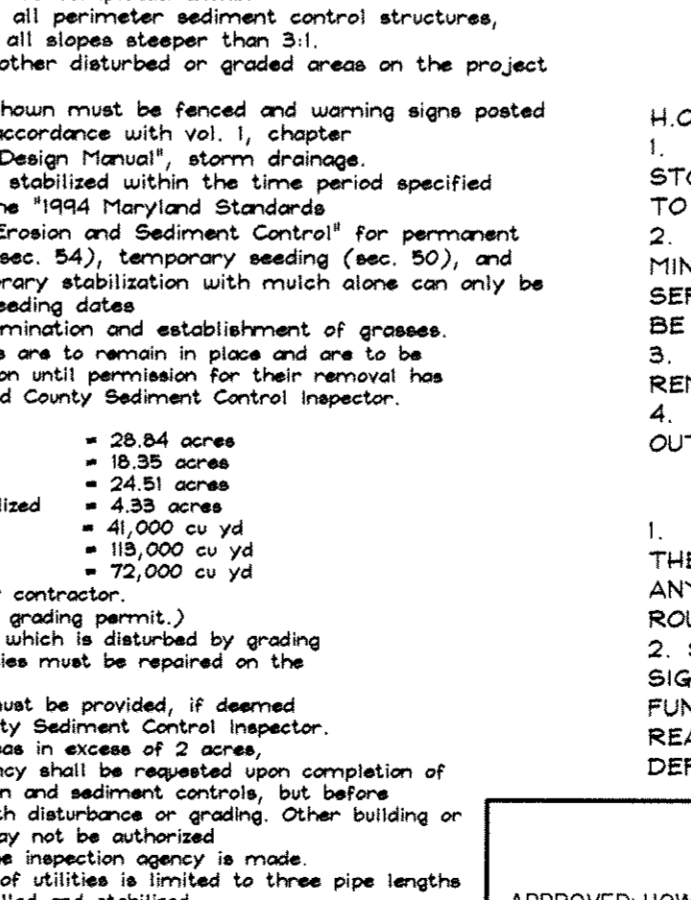 all perimeter sediment control structures,
all slopes steeper than 3:1.
other disturbed or graded areas on the project
hown must be fenced and warning signs posted
accordance with vol. 1, chapter
Design Manual", storm drainage.
stabilized within the time period specified
he "1994 Maryland Standards
Erosion and Sediment Control" for permanent
sec. 54), temporary seeding (sec. 50), and
rary stabilization with mulch alone can only be
eeding dates
mination and establishment of grasses.
s are to remain in place and are to be
on until permission for their removal has
d County Sediment Control Inspector.
= 28.84 acres
= 18.35 acres
= 24.51 acres
lized = 4.33 acres
= 41,000 cu yd
= 113,000 cu yd
= 72,000 cu yd
r contractor.
grading permit.)
which is disturbed by grading
ies must be repaired on the
must be provided, if deemed
ty Sediment Control Inspector.
as in excess of 2 acres,
ncy shall be requested upon completion of
n and sediment controls, but before
th disturbance or grading. Other building or
ay not be authorized
e inspection agency is made.
of utilities is limited to three pipe lengths
lled and stabilized
H.O
1.
STO
TO
2.
MIN
SER
BE
3.
REM
4.
OUT
1.
THE
ANY
ROU
2. S
SIG
FUN
REA
DEF
APPROVED: HOW